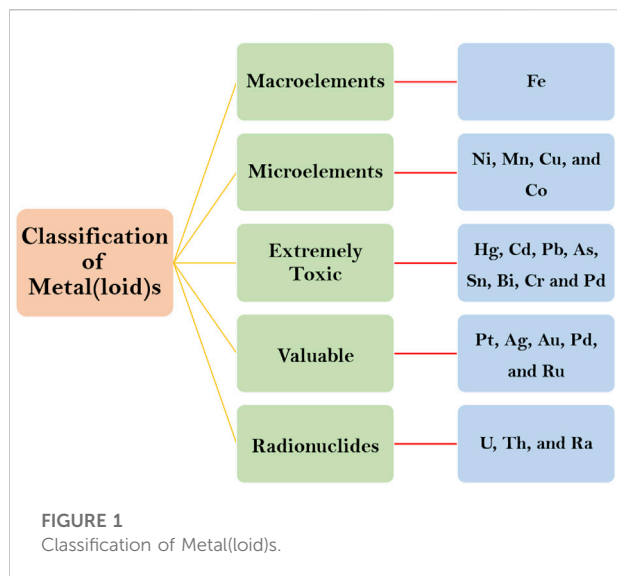 Macroelements
Fe
Microelements
Ni, Mn, Cu, and
Co
Classification
of
Metal(loid)s
Extremely
Toxic
Hg, Cd, Pb, As,
Sn, Bi, Cr and Pd
Valuable
Pt, Ag, Au, Pd,
and Ru
Radionuclides
U, Th, and Ra
FIGURE 1
Classification of Metal(loid)s.